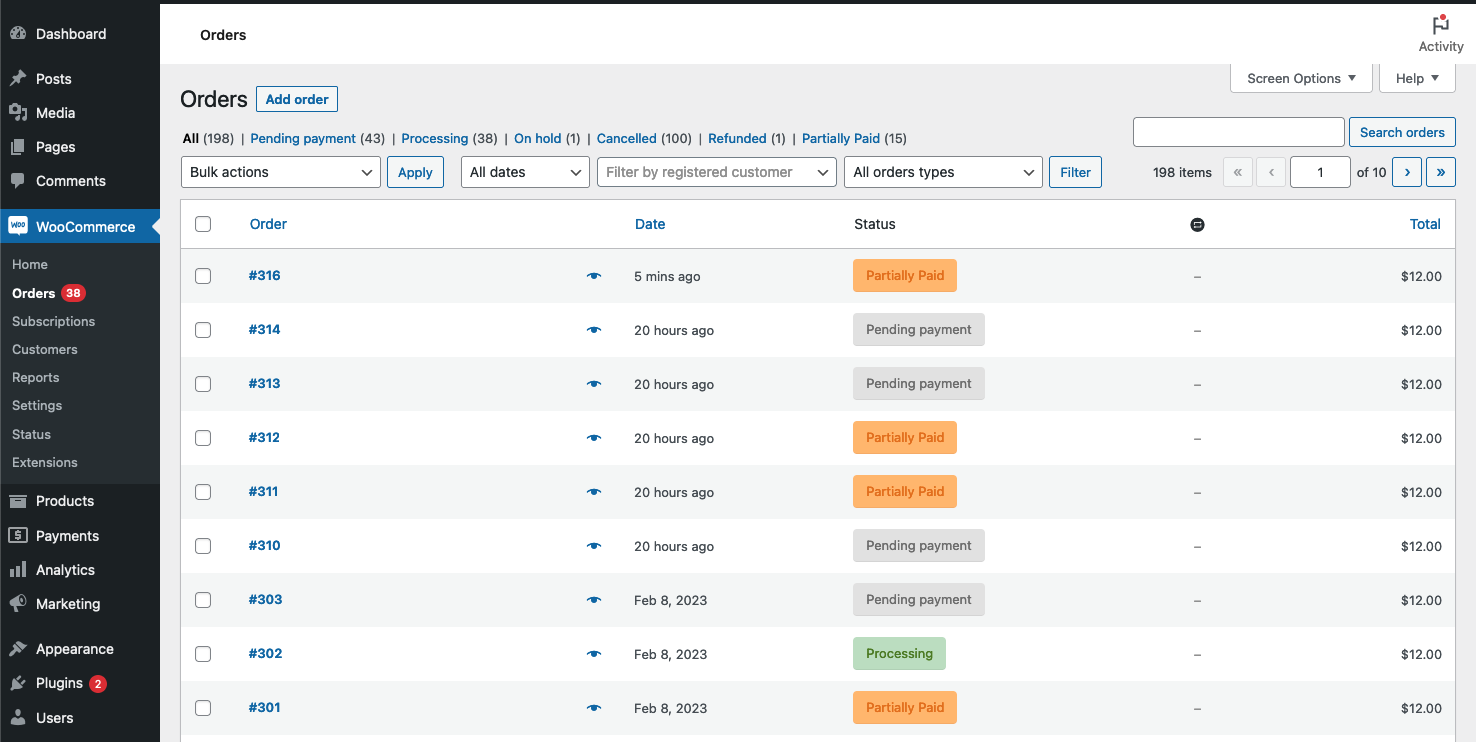 Dashboard
Posts
Media
Pages
Comments
WooCommerce
Home
Orders 38
Subscriptions
Customers
Reports
Settings
Status
Extensions
Products
Payments
Analytics
Marketing
Appearance
Plugins 2
Users
Orders
Activity
Screen Options ▼ Help ▼
Orders Add order
All (198) | Pending payment (43) | Processing (38) | On hold (1) | Cancelled (100) | Refunded (1) | Partially Paid (15)
Search orders
Bulk actions Apply All dates Filter by registered customer All orders types Filter 198 items « ‹ 1 of 10 › »
Order Date Status Total
#316 5 mins ago Partially Paid – $12.00
#314 20 hours ago Pending payment – $12.00
#313 20 hours ago Pending payment – $12.00
#312 20 hours ago Partially Paid – $12.00
#311 20 hours ago Partially Paid – $12.00
#310 20 hours ago Pending payment – $12.00
#303 Feb 8, 2023 Pending payment – $12.00
#302 Feb 8, 2023 Processing – $12.00
#301 Feb 8, 2023 Partially Paid – $12.00